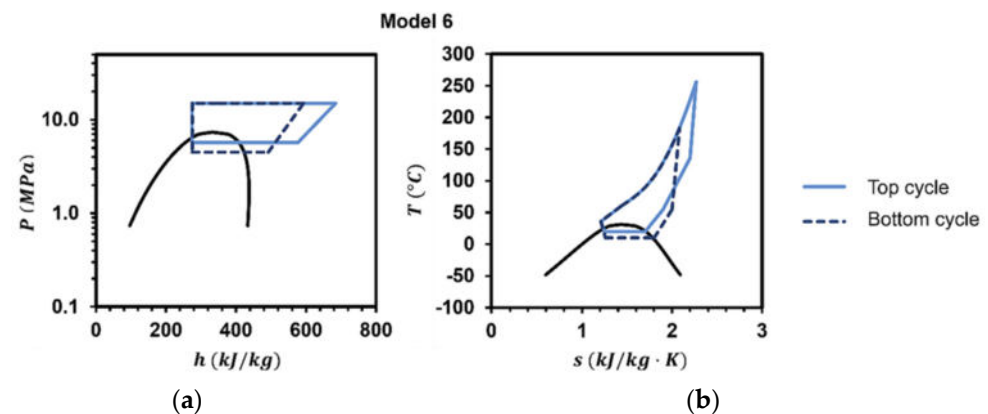 Model 6
P (MPa)
10.0
1.0
0.1
0 200 400 600 800
h (kJ/kg)
(a)
T (°C)
300
250
200
150
100
50
0
-50
-100
0 1 2 3
s (kJ/kg · K)
(b)
Top cycle
Bottom cycle